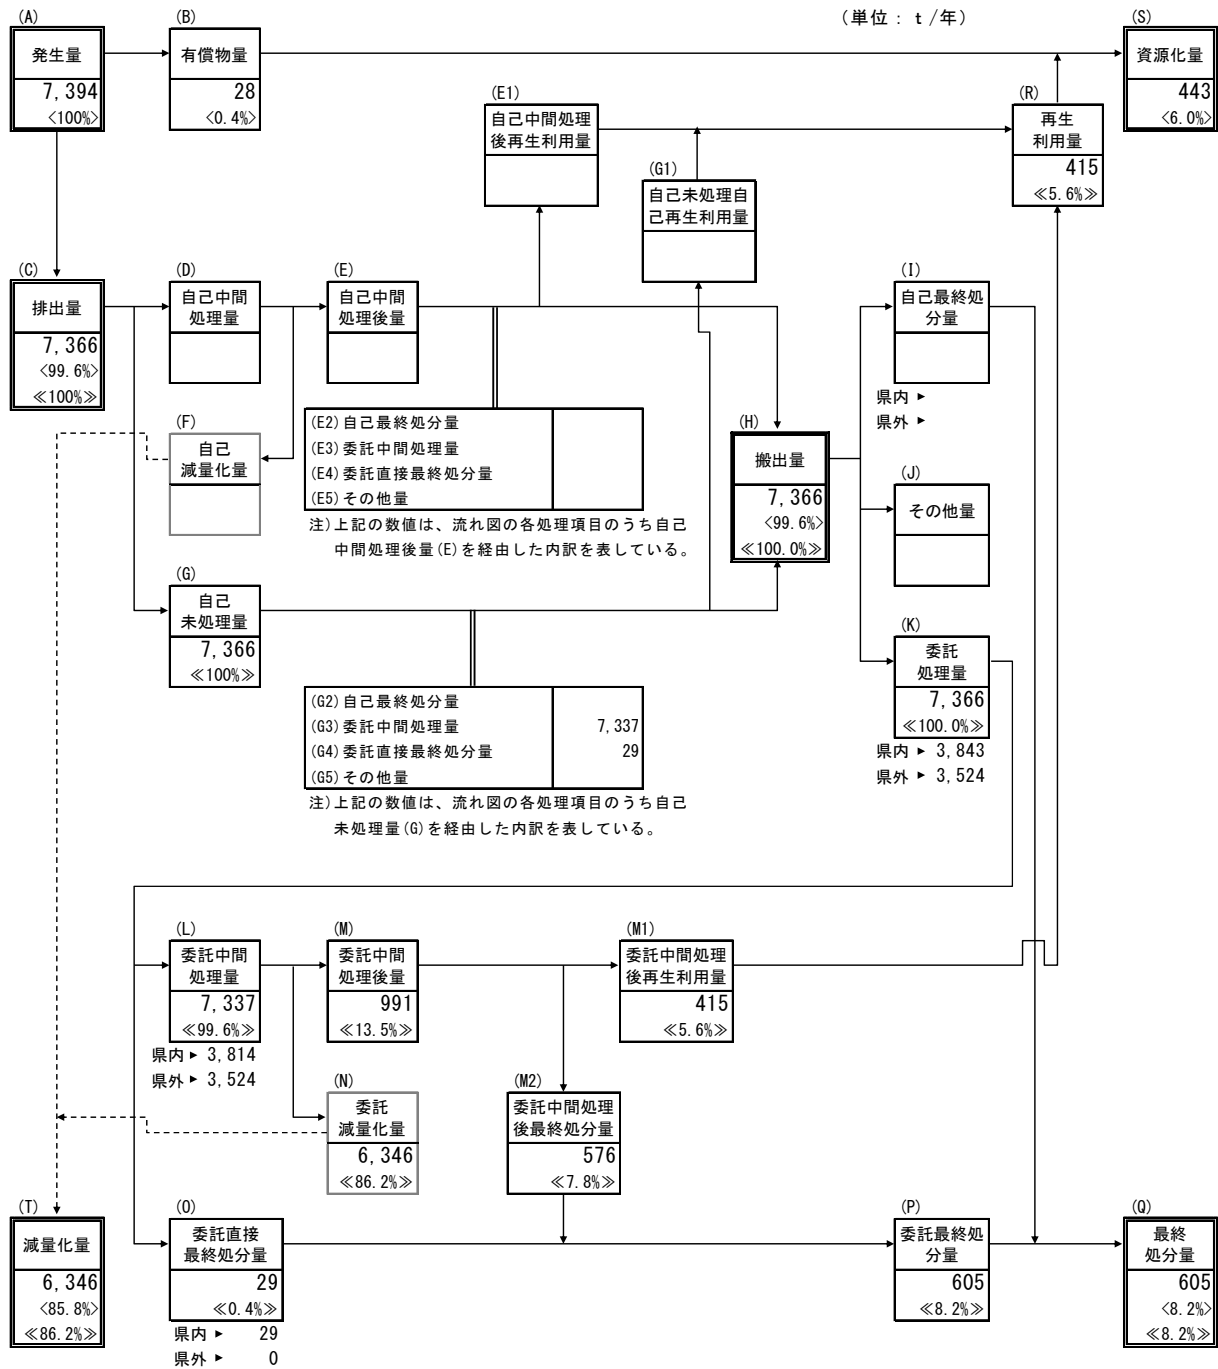 (単位：t/年)
(A)
発生量
7,394
<100%>
(B)
有償物量
28
<0.4%>
(S)
資源化量
443
<6.0%>
(E1)
自己中間処理
後再生利用量
(R)
再生
利用量
415
≪5.6%≫
(G1)
自己未処理自
己再生利用量
(C)
排出量
7,366
<99.6%>
≪100%≫
(D)
自己中間
処理量
(E)
自己中間
処理後量
(I)
自己最終処
分量
県内 ▶
県外 ▶
(F)
自己
減量化量
(E2)自己最終処分量
(E3)委託中間処理量
(E4)委託直接最終処分量
(E5)その他量
注)上記の数値は、流れ図の各処理項目のうち自己
中間処理後量(E)を経由した内訳を表している。
(H)
搬出量
7,366
<99.6%>
≪100.0%≫
(J)
その他量
(G)
自己
未処理量
7,366
≪100%≫
(K)
委託
処理量
7,366
≪100.0%≫
県内 ▶ 3,843
県外 ▶ 3,524
(G2)自己最終処分量
(G3)委託中間処理量 7,337
(G4)委託直接最終処分量 29
(G5)その他量
注)上記の数値は、流れ図の各処理項目のうち自己
未処理量(G)を経由した内訳を表している。
(L)
委託中間
処理量
7,337
≪99.6%≫
県内 ▶ 3,814
県外 ▶ 3,524
(M)
委託中間
処理後量
991
≪13.5%≫
(M1)
委託中間処理
後再生利用量
415
≪5.6%≫
(N)
委託
減量化量
6,346
≪86.2%≫
(M2)
委託中間処理
後最終処分量
576
≪7.8%≫
(T)
減量化量
6,346
<85.8%>
≪86.2%≫
(O)
委託直接
最終処分量
29
≪0.4%≫
県内 ▶ 29
県外 ▶ 0
(P)
委託最終処
分量
605
≪8.2%≫
(Q)
最終
処分量
605
<8.2%>
≪8.2%≫